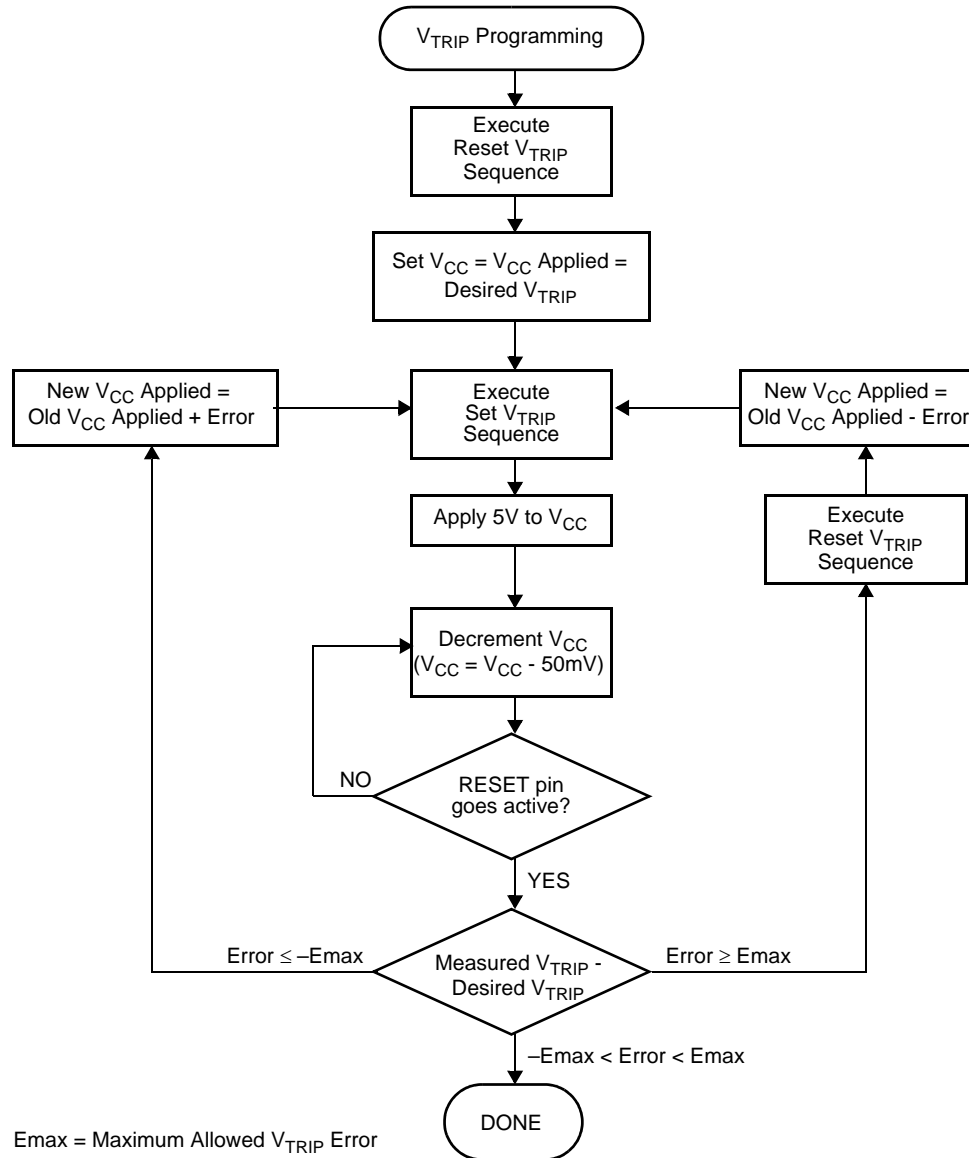 V_TRIP Programming
Execute
Reset V_TRIP
Sequence
Set V_CC = V_CC Applied =
Desired V_TRIP
New V_CC Applied =
Old V_CC Applied + Error
Execute
Set V_TRIP
Sequence
New V_CC Applied =
Old V_CC Applied - Error
Apply 5V to V_CC
Execute
Reset V_TRIP
Sequence
Decrement V_CC
(V_CC = V_CC - 50mV)
NO
RESET pin
goes active?
YES
Error ≤ –Emax
Measured V_TRIP -
Desired V_TRIP
Error ≥ Emax
–Emax < Error < Emax
DONE
Emax = Maximum Allowed V_TRIP Error